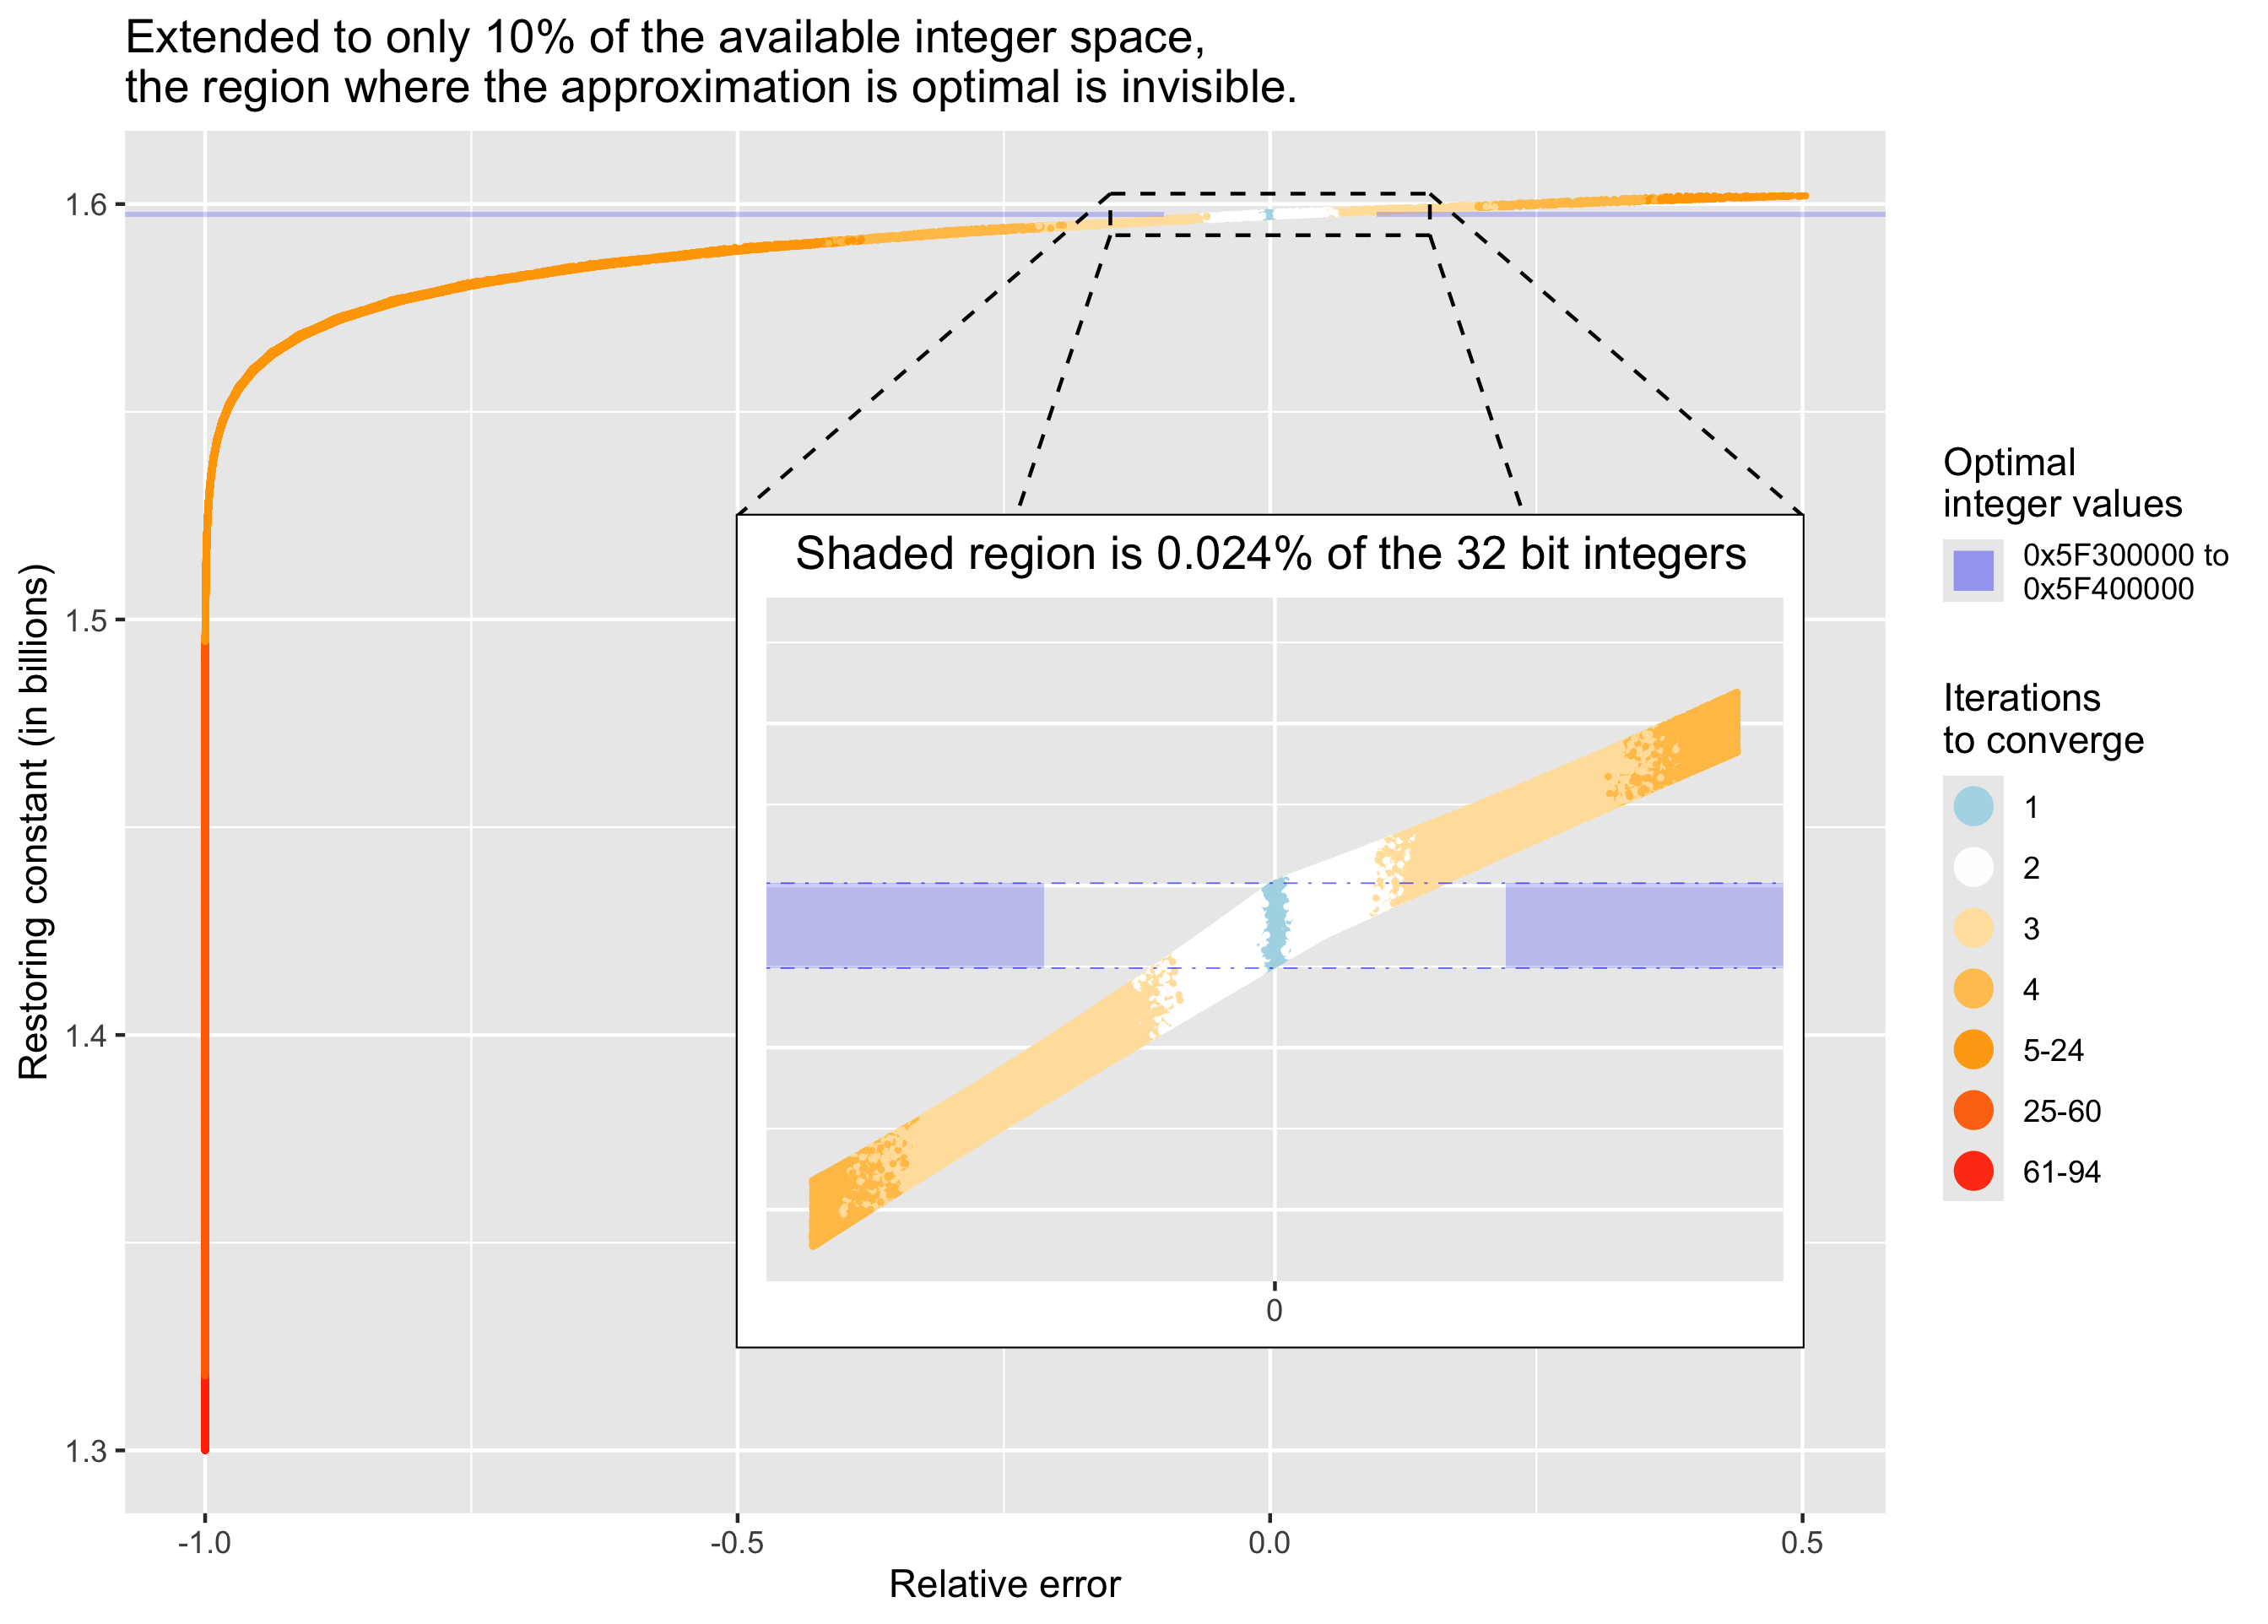 Extended to only 10% of the available integer space,
the region where the approximation is optimal is invisible.
Restoring constant (in billions)
1.6
1.5
1.4
1.3
-1.0
-0.5
0.0
0.5
Relative error
Shaded region is 0.024% of the 32 bit integers
0
Optimal
integer values
0x5F300000 to
0x5F400000
Iterations
to converge
1
2
3
4
5-24
25-60
61-94